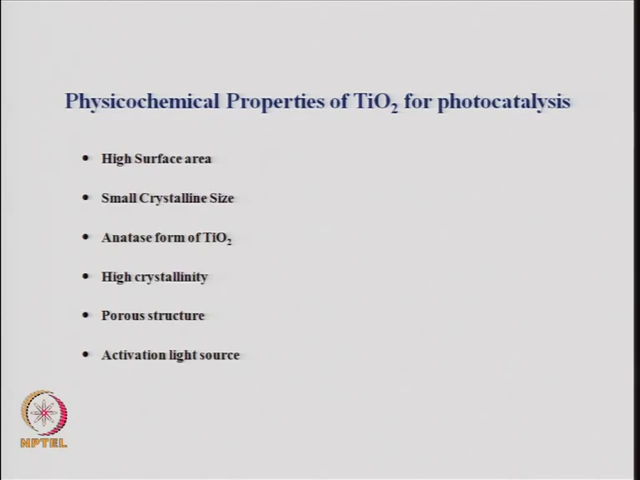 Physicochemical Properties of TiO₂ for photocatalysis
• High Surface area
• Small Crystalline Size
• Anatase form of TiO₂
• High crystallinity
• Porous structure
• Activation light source
NPTEL